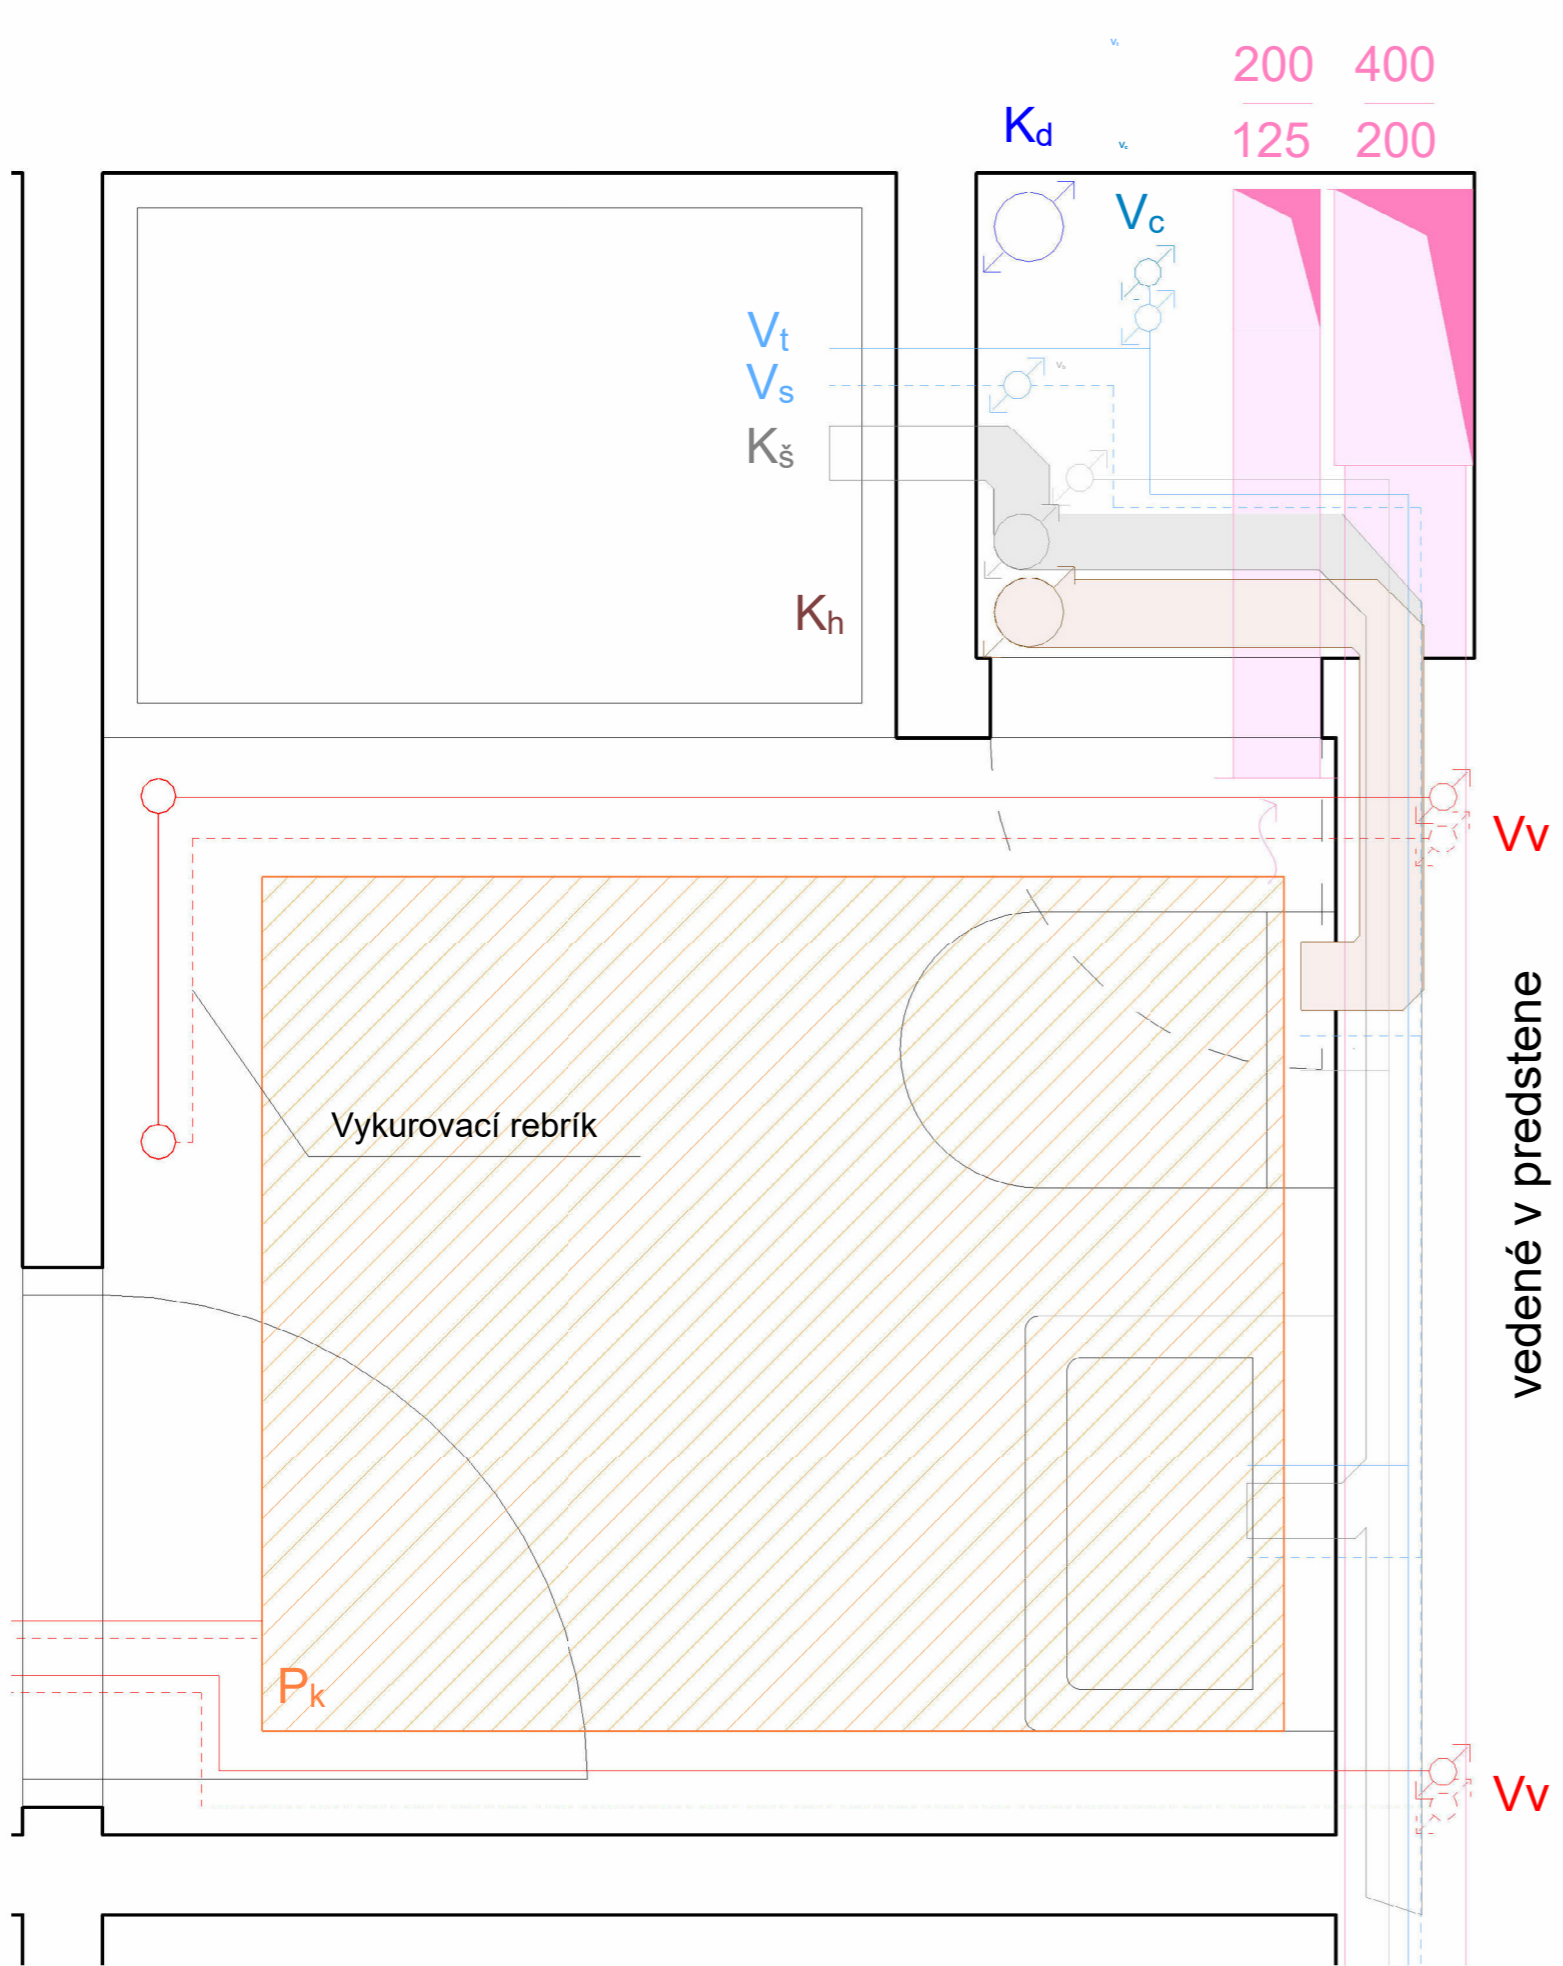 200 400
125 200
Kd
Vc
Vt
Vs
Kš
Kh
Vv
Vykurovací rebrík
vedené v predstene
Pk
Vv